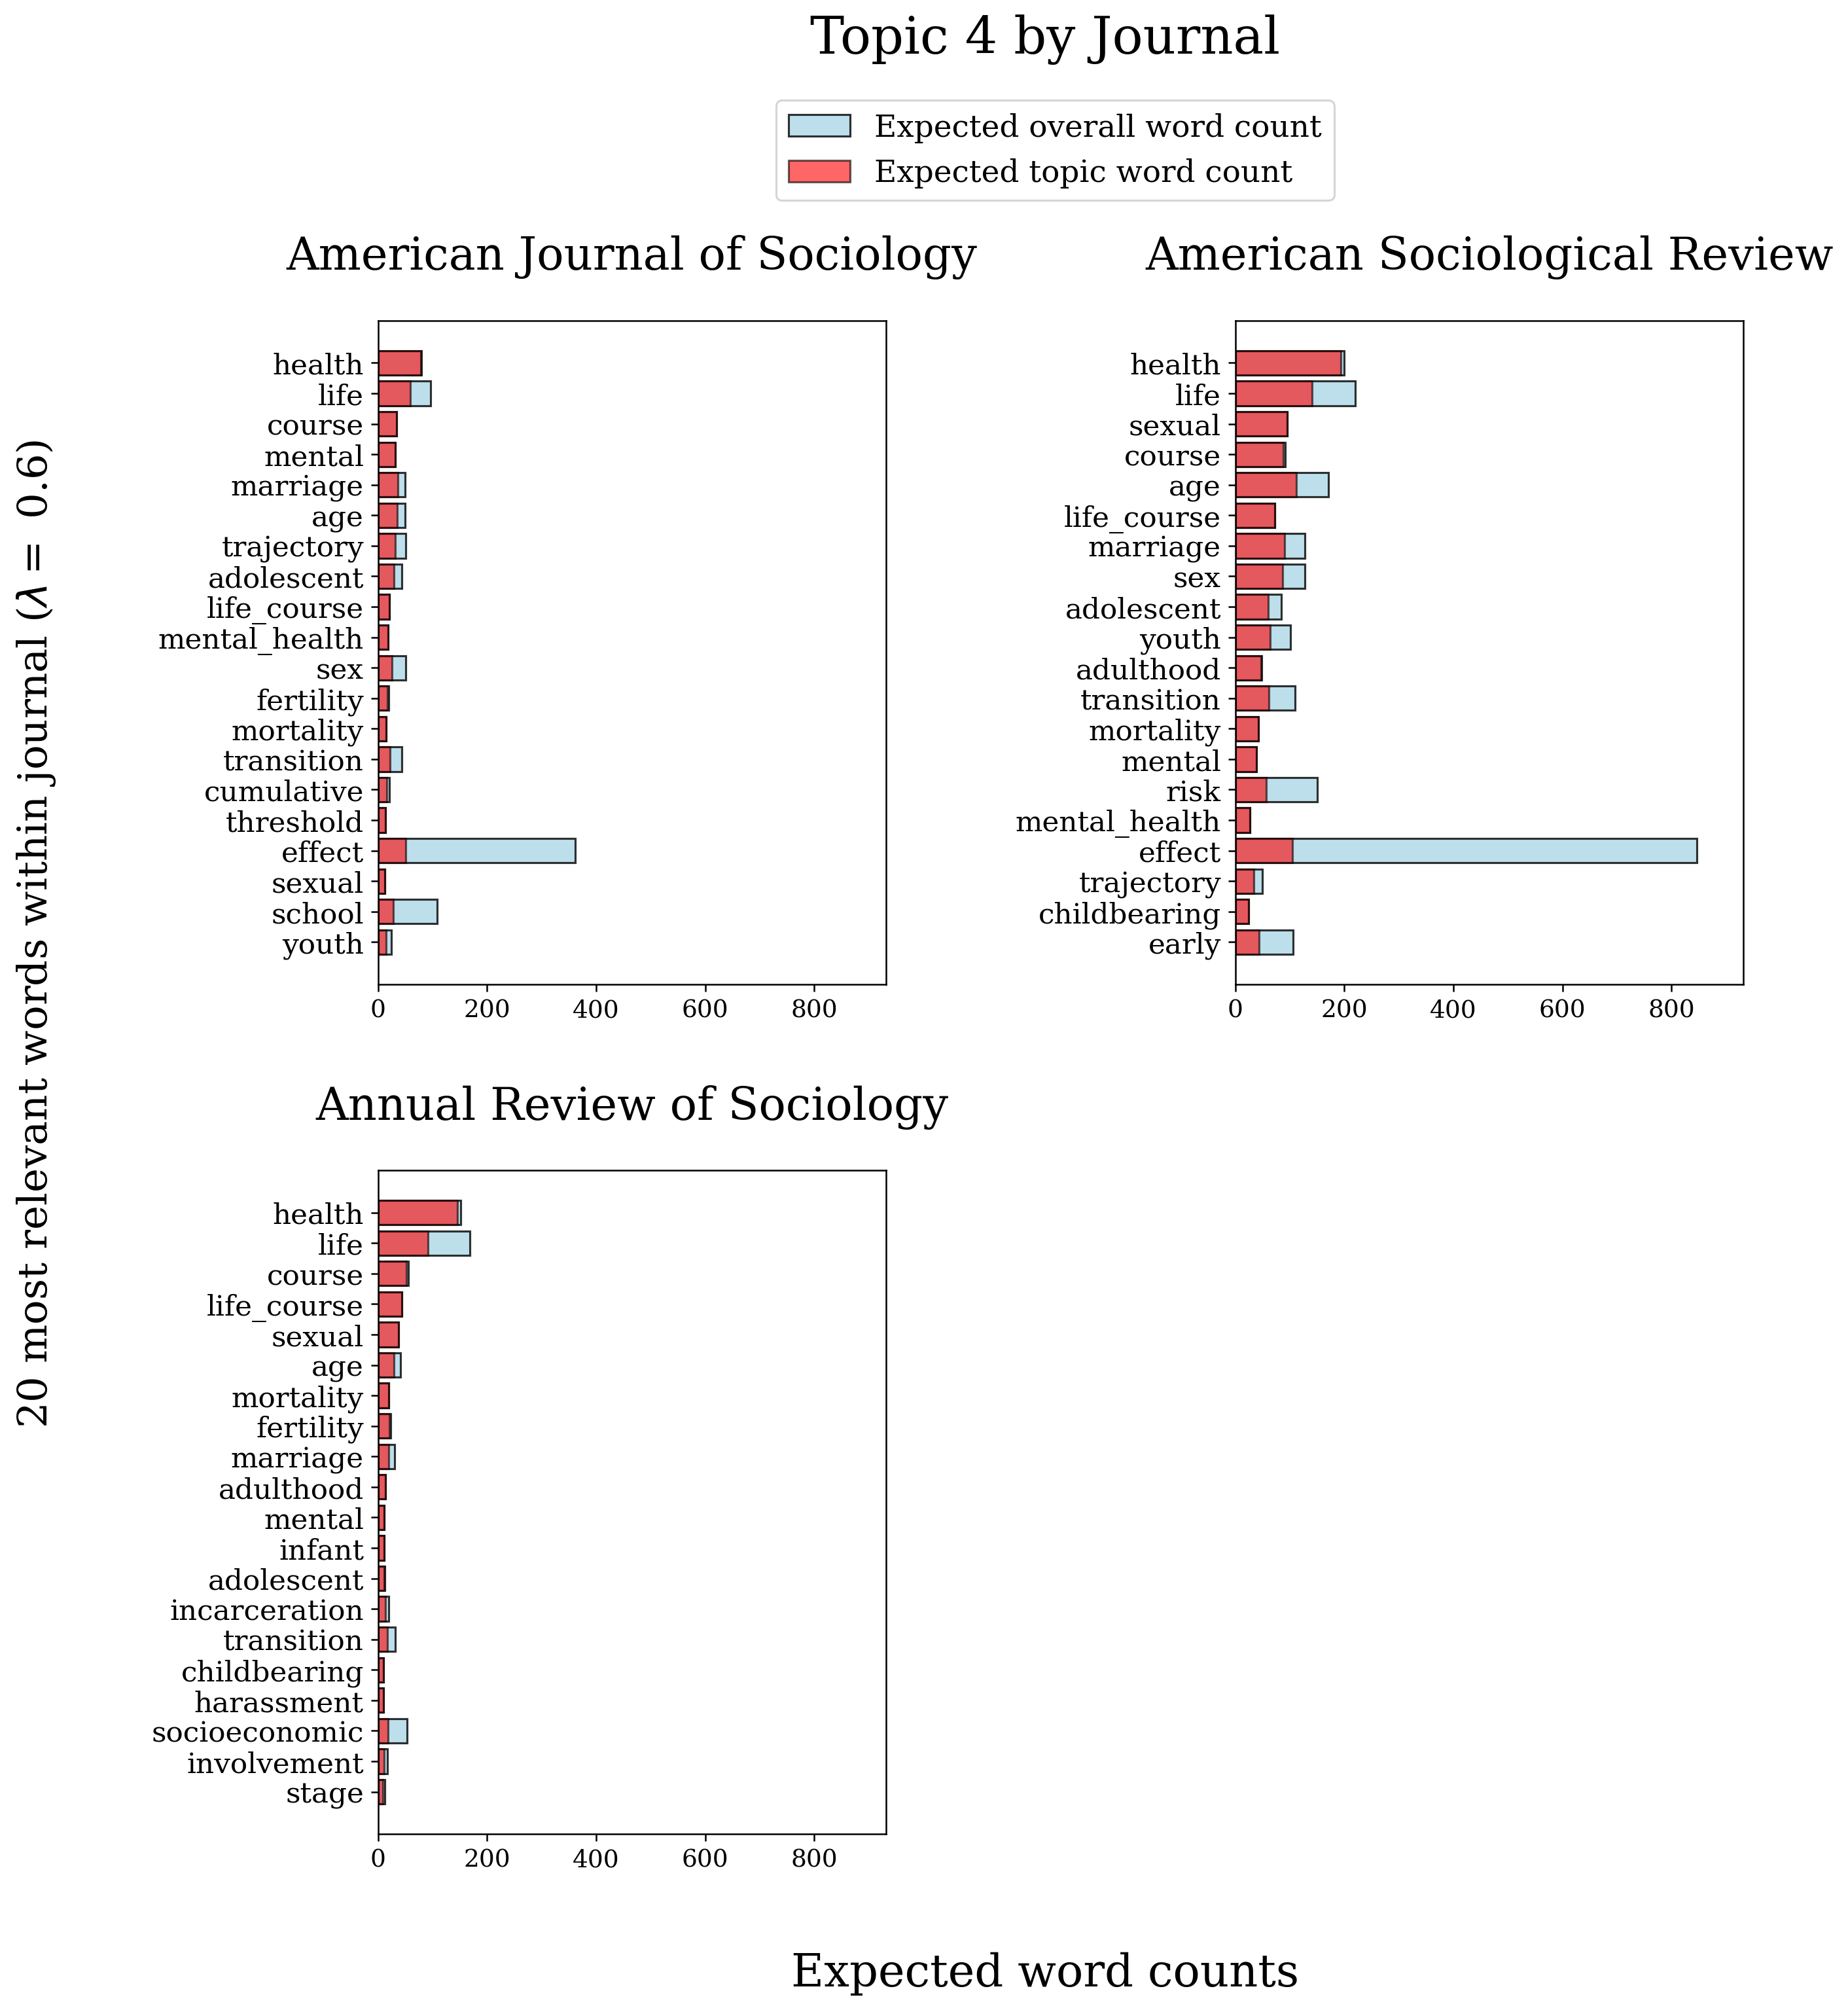 Topic 4 by Journal
Expected overall word count
Expected topic word count
20 most relevant words within journal (λ = 0.6)
American Journal of Sociology
health
life
course
mental
marriage
age
trajectory
adolescent
life_course
mental_health
sex
fertility
mortality
transition
cumulative
threshold
effect
sexual
school
youth
0 200 400 600 800
American Sociological Review
health
life
sexual
course
age
life_course
marriage
sex
adolescent
youth
adulthood
transition
mortality
mental
risk
mental_health
effect
trajectory
childbearing
early
0 200 400 600 800
Annual Review of Sociology
health
life
course
life_course
sexual
age
mortality
fertility
marriage
adulthood
mental
infant
adolescent
incarceration
transition
childbearing
harassment
socioeconomic
involvement
stage
0 200 400 600 800
Expected word counts